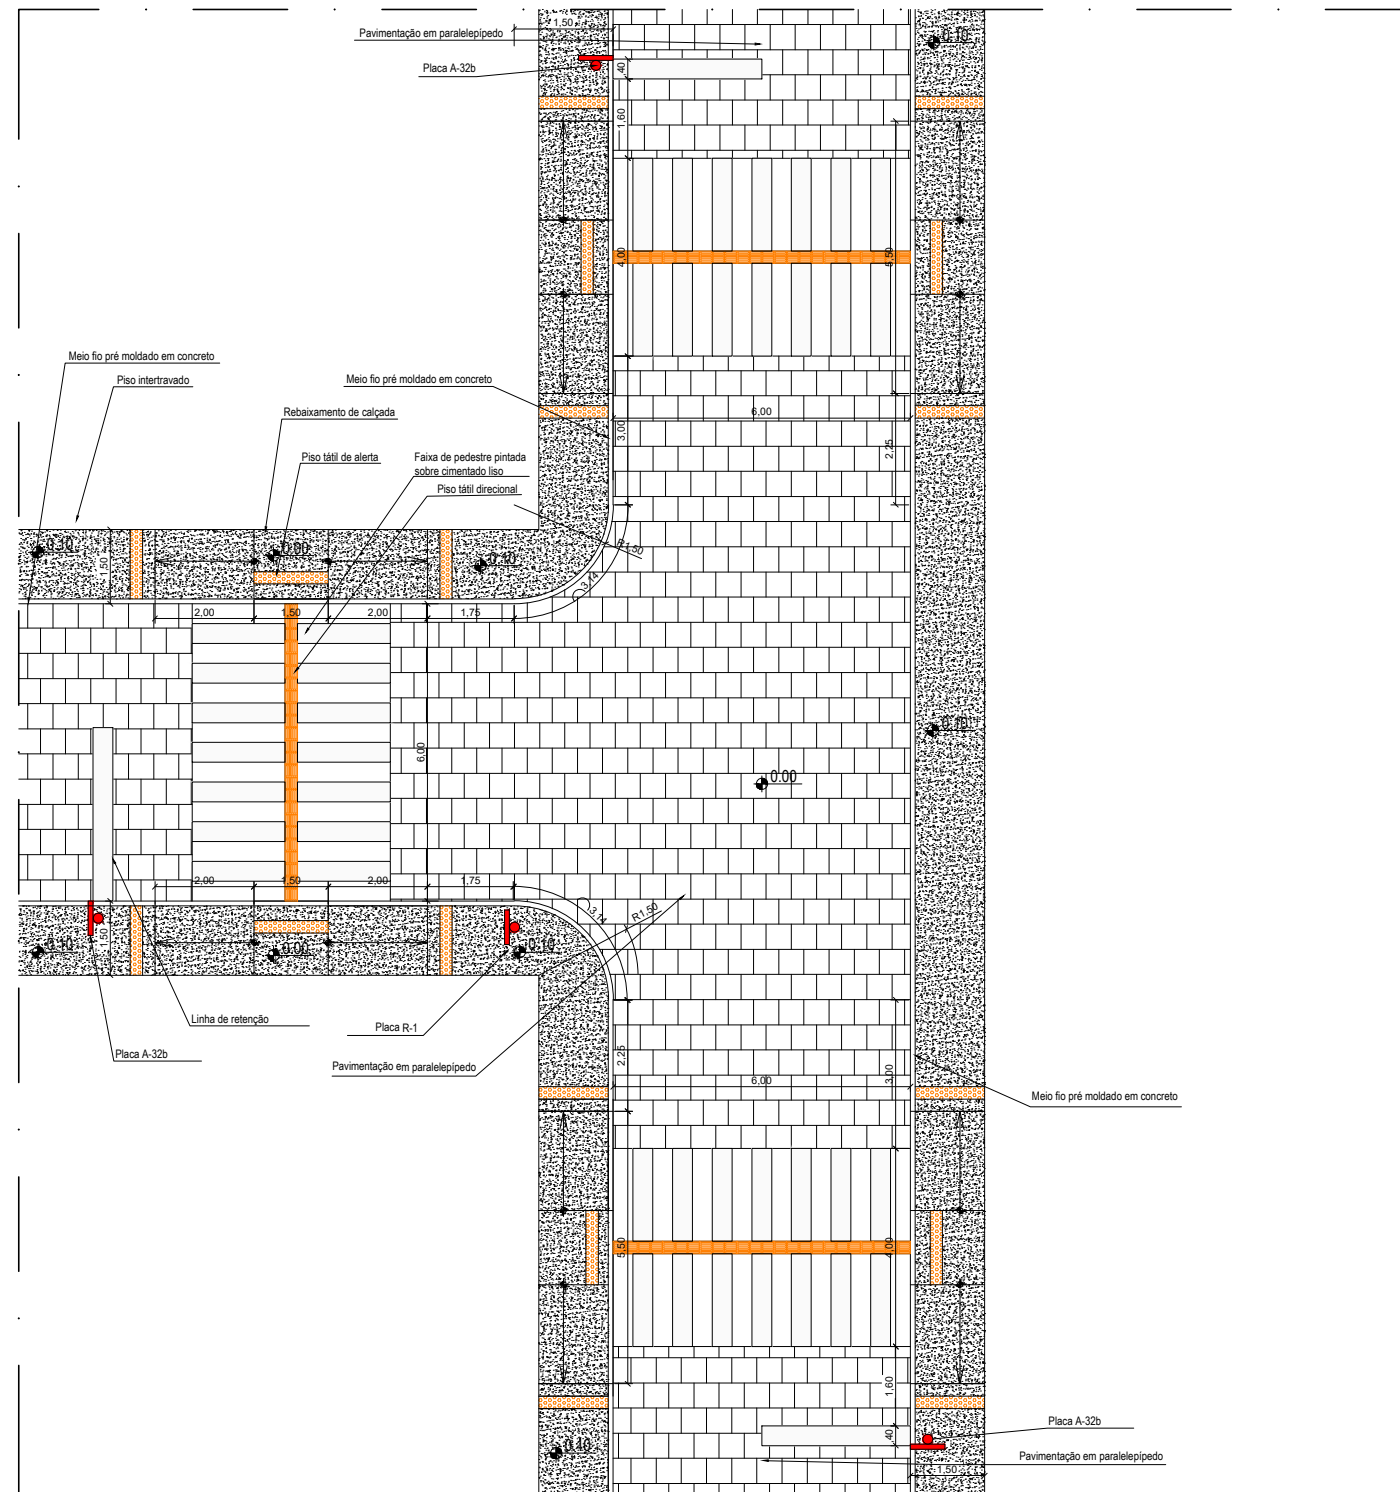 1,50
Pavimentação em paralelepípedo
0.10
Placa A-32b
,40
1,60
4,00
5,50
Meio fio pré moldado em concreto
Piso intertravado
Meio fio pré moldado em concreto
Rebaixamento de calçada
6,00
3,00
2,25
Piso tátil de alerta
Faixa de pedestre pintada
sobre cimentado liso
Piso tátil direcional
R1,50
0.10
0.00
0.10
1,50
3,14
2,00
1,50
2,00
1,75
6,00
0.10
0.00
2,00
1,50
2,00
1,75
3,14
R1,50
0.10
1,50
0.00
0.10
Linha de retenção
Placa R-1
Placa A-32b
Pavimentação em paralelepípedo
2,25
6,00
3,00
Meio fio pré moldado em concreto
5,50
4,00
1,60
,40
Placa A-32b
0.10
Pavimentação em paralelepípedo
1,50